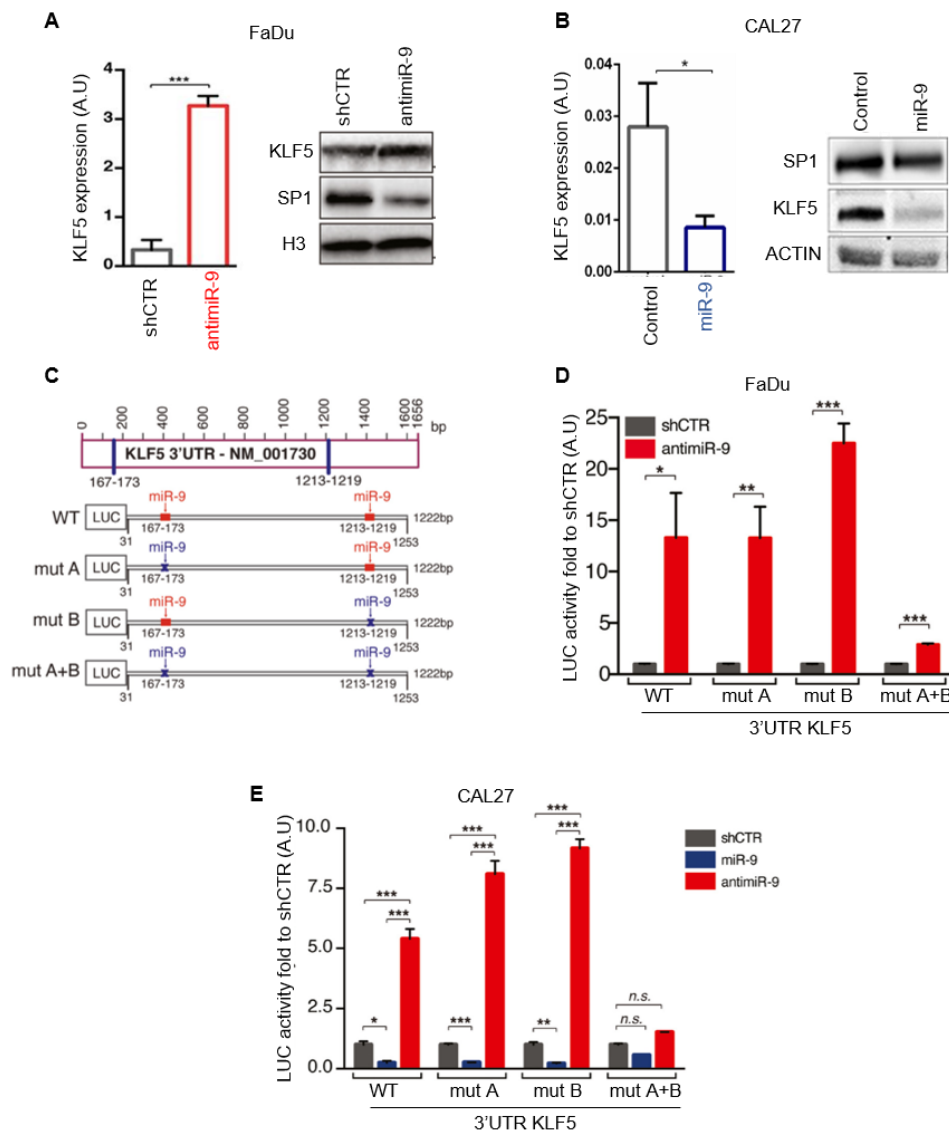 A
FaDu
KLF5 expression (A.U)
4
3
2
1
0
***
shCTR
antimiR-9
shCTR
antimiR-9
KLF5
SP1
H3
B
CAL27
KLF5 expression (A.U)
0.04
0.03
0.02
0.01
0.00
*
Control
miR-9
Control
miR-9
SP1
KLF5
ACTIN
C
0 200 400 600 800 1000 1200 1400 1600 1656
bp
KLF5 3'UTR - NM_001730
167-173 1213-1219
WT LUC miR-9 miR-9 1222bp
31 167-173 1213-1219 1253
mut A LUC miR-9 miR-9 1222bp
31 167-173 1213-1219 1253
mut B LUC miR-9 miR-9 1222bp
31 167-173 1213-1219 1253
mut A+B LUC miR-9 miR-9 1222bp
31 167-173 1213-1219 1253
D
FaDu
LUC activity fold to shCTR (A.U)
25
20
15
10
5
0
shCTR
antimiR-9
* ** *** ***
WT mut A mut B mut A+B
3'UTR KLF5
E
CAL27
LUC activity fold to shCTR (A.U)
10.0
7.5
5.0
2.5
0.0
*** *** ***
*** *** ***
* *** ** n.s. n.s.
shCTR
miR-9
antimiR-9
WT mut A mut B mut A+B
3'UTR KLF5